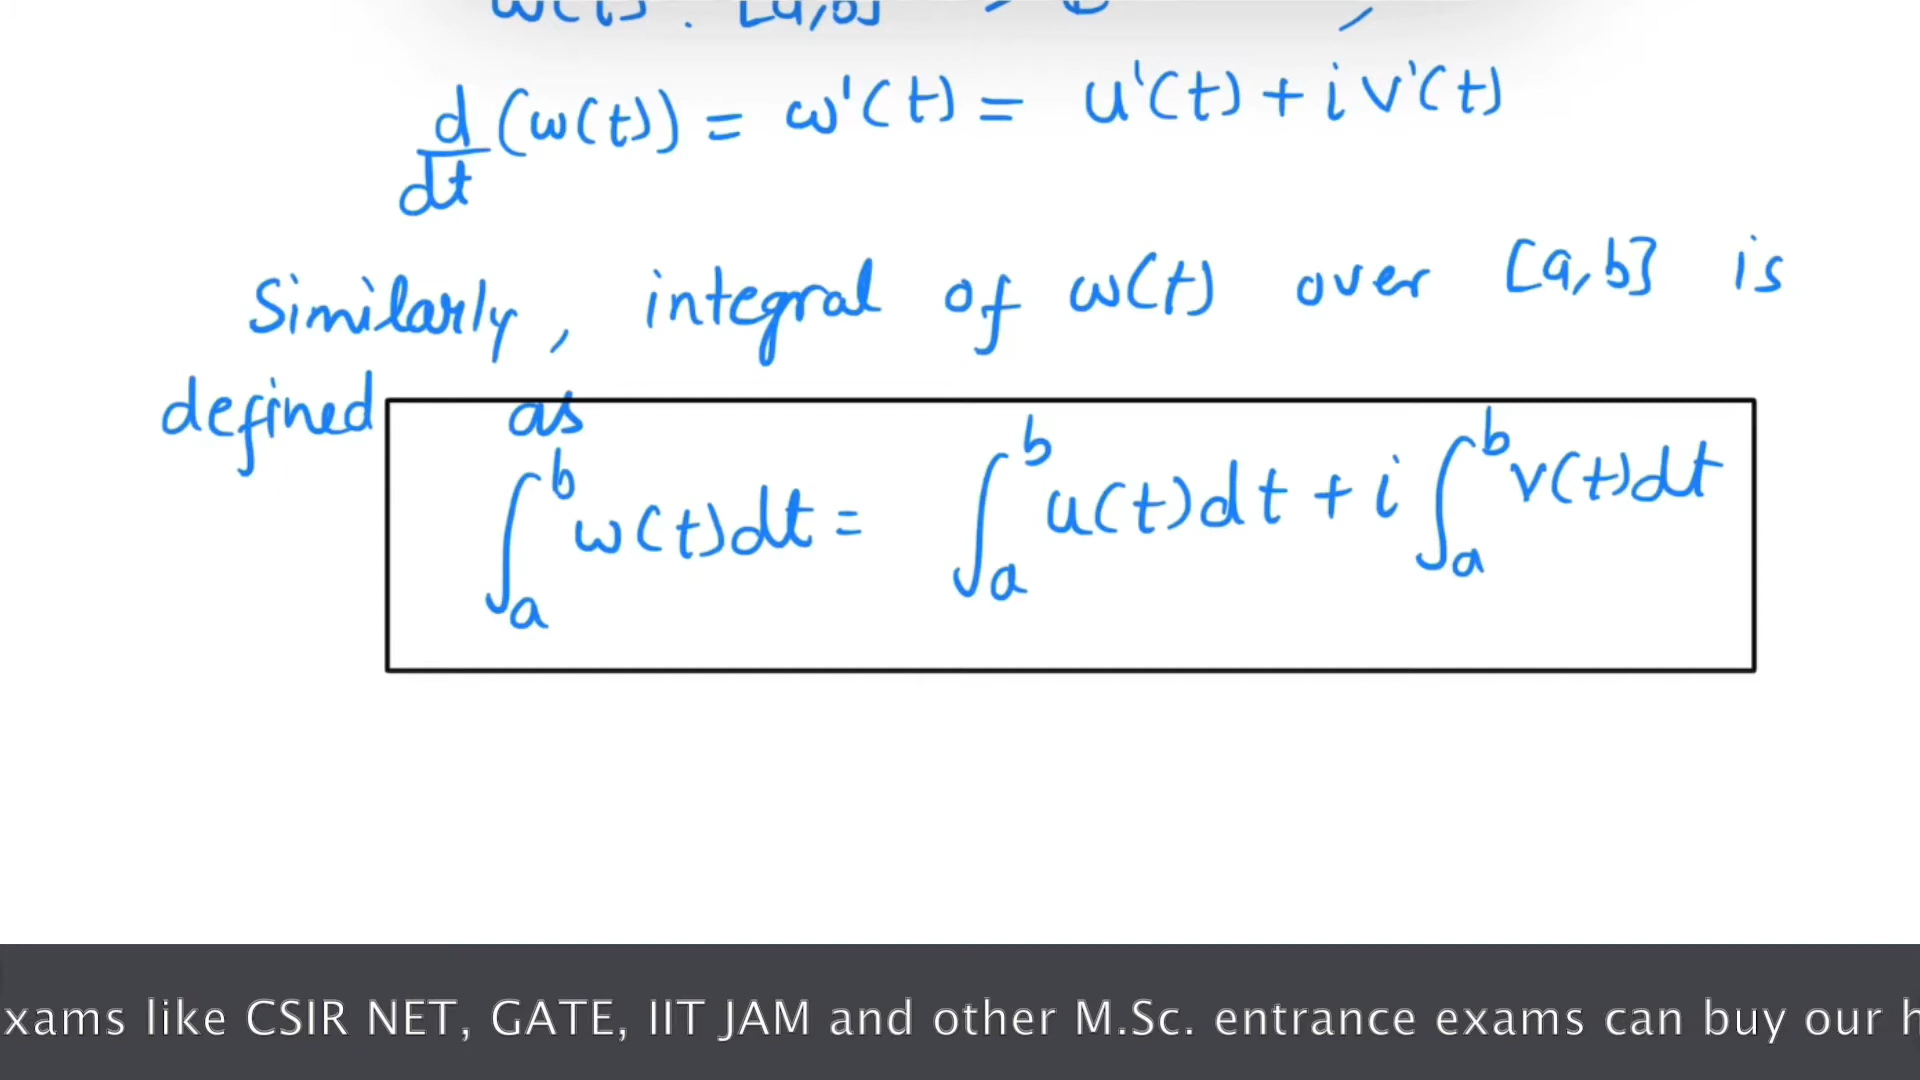 w(t) : [a,b]
d/dt (w(t)) = w'(t) = u'(t) + i v'(t)
Similarly, integral of w(t) over [a,b] is
defined as
∫_a^b w(t)dt = ∫_a^b u(t)dt + i ∫_a^b v(t)dt
xams like CSIR NET, GATE, IIT JAM and other M.Sc. entrance exams can buy our h